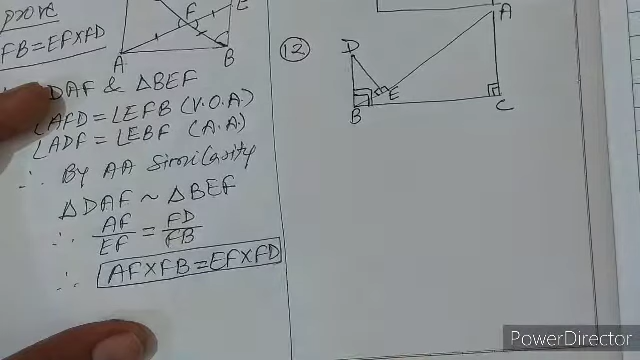 prove
FB=EF×FD
F
E
A
B
DAF & ΔBEF
∠AFD=∠EFB (V.O.A)
∠ADF=∠EBF (A.A)
∴ By AA Similarity
ΔDAF ~ ΔBEF
∴ AF/EF = FD/FB
∴ AF×FB=EF×FD
12
A
D
E
B
C
PowerDirector